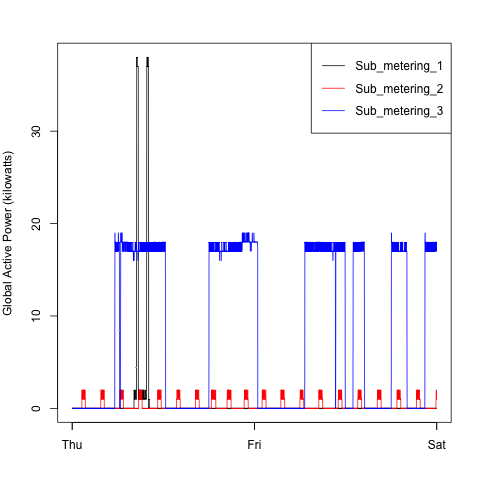 Sub_metering_1
Sub_metering_2
Sub_metering_3
Global Active Power (kilowatts)
30
20
10
0
Thu Fri Sat